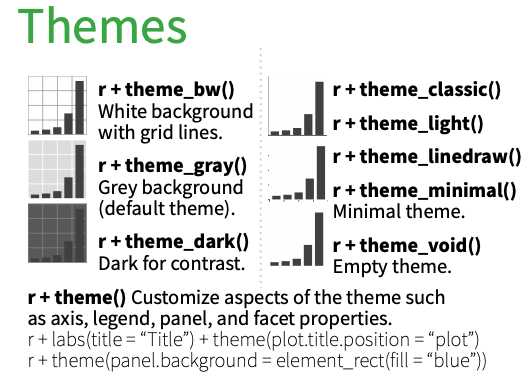 Themes
r + theme_bw()
White background
with grid lines.
r + theme_gray()
Grey background
(default theme).
r + theme_dark()
Dark for contrast.
r + theme_classic()
r + theme_light()
r + theme_linedraw()
r + theme_minimal()
Minimal theme.
r + theme_void()
Empty theme.
r + theme() Customize aspects of the theme such
as axis, legend, panel, and facet properties.
r + labs(title = “Title”) + theme(plot.title.position = “plot”)
r + theme(panel.background = element_rect(fill = “blue”))